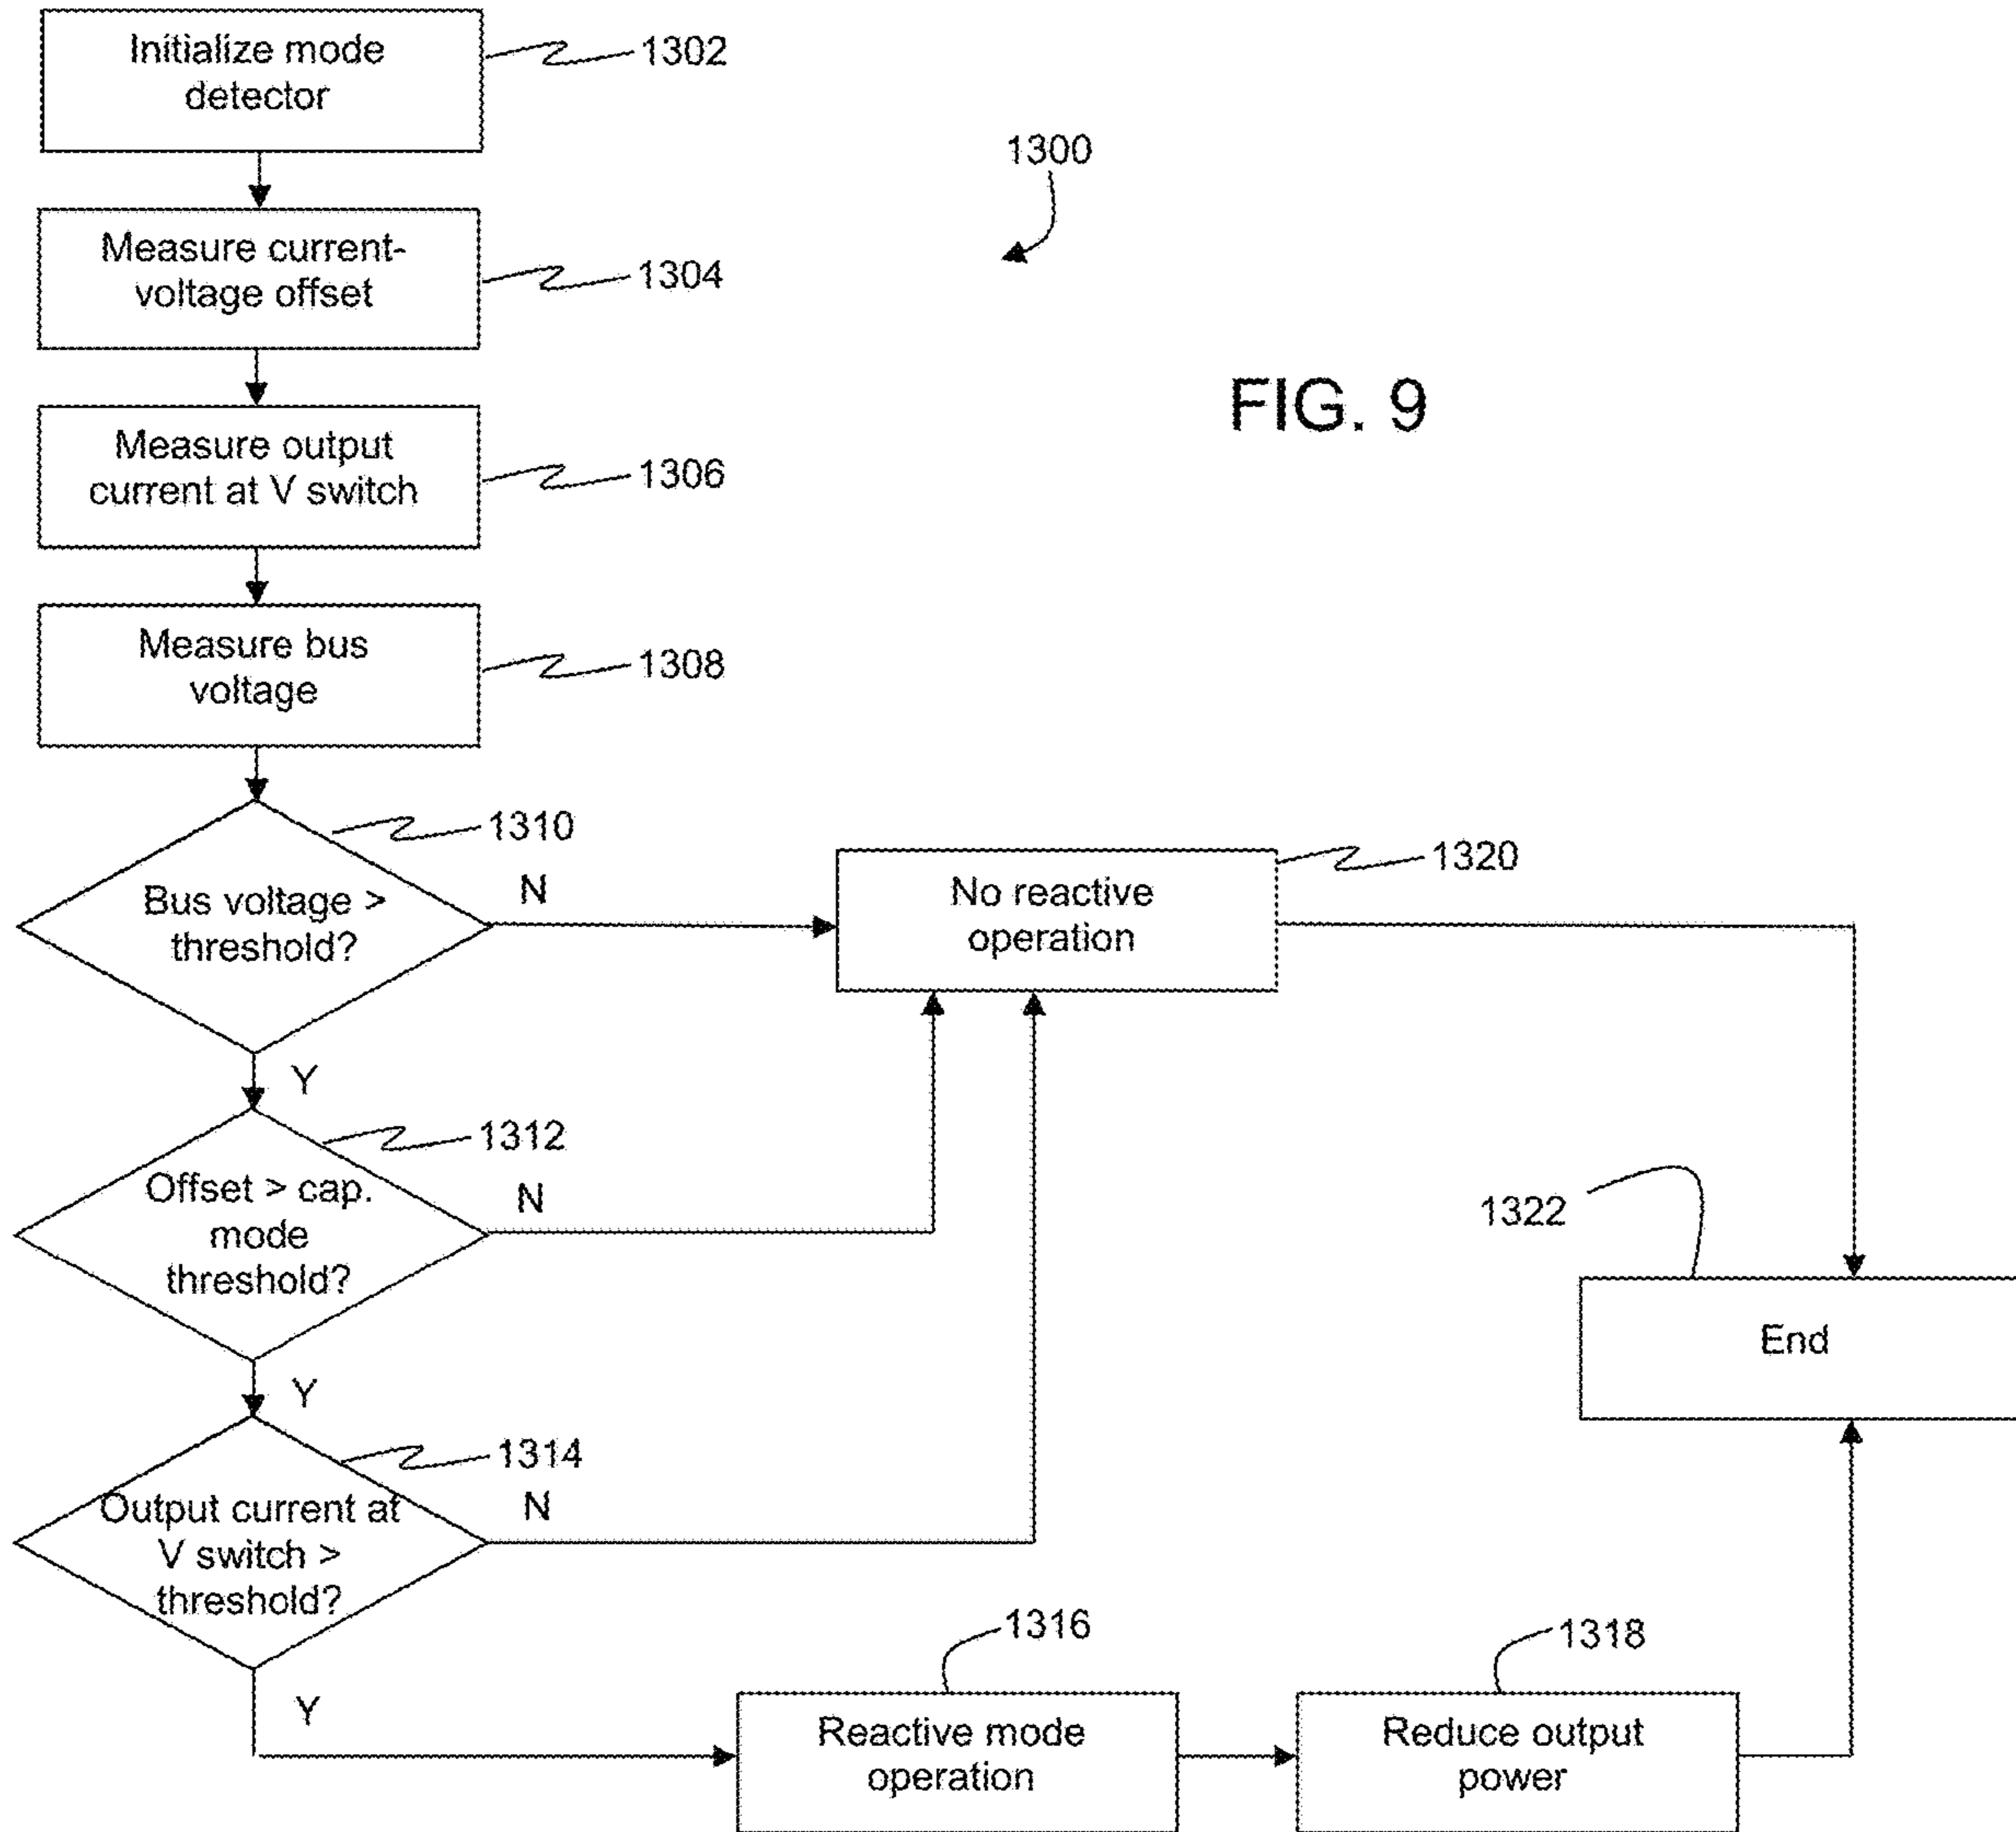 Initialize mode
detector
1302
1300
Measure current-
voltage offset
1304
FIG. 9
Measure output
current at V switch
1306
Measure bus
voltage
1308
1310
Bus voltage >
threshold?
N
No reactive
operation
1320
Y
1312
Offset > cap.
mode
threshold?
N
1322
End
Y
1314
Output current at
V switch >
threshold?
N
Y
1316
Reactive mode
operation
1318
Reduce output
power